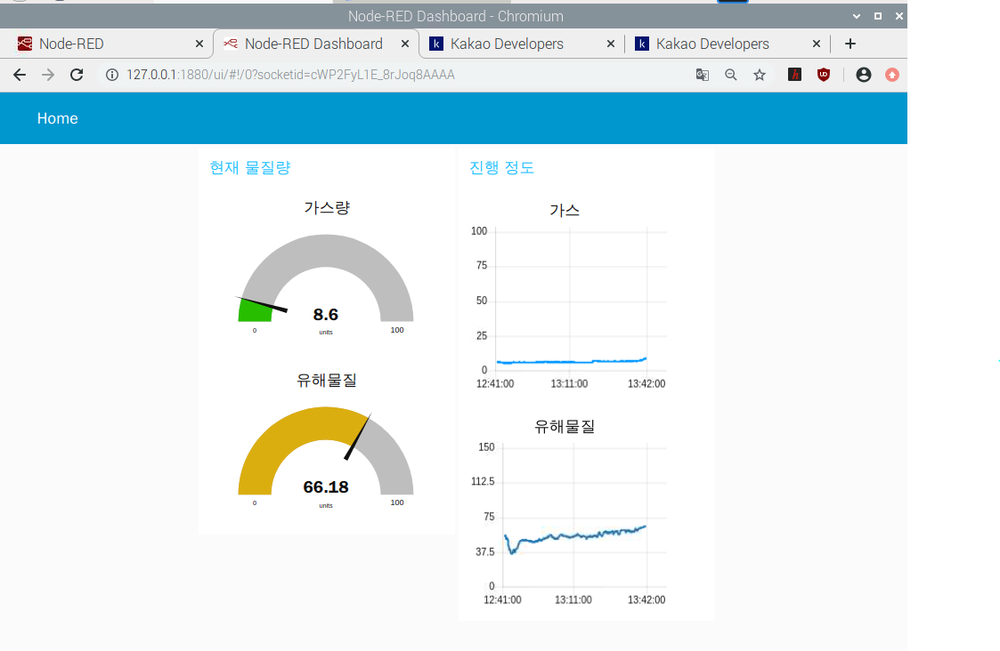 Node-RED Dashboard - Chromium
Node-RED
Node-RED Dashboard
Kakao Developers
Kakao Developers
127.0.0.1:1880/ui/#!/0?socketid=cWP2FyL1E_8rJoq8AAAA
Home
현재 물질량
가스량
8.6
units
0
100
유해물질
66.18
units
0
100
진행 정도
가스
100
75
50
25
0
12:41:00 13:11:00 13:42:00
유해물질
150
112.5
75
37.5
0
12:41:00 13:11:00 13:42:00